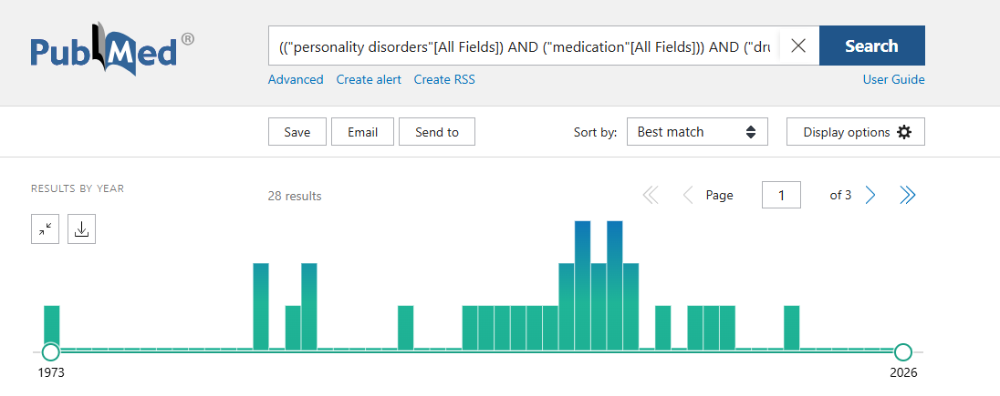 PubMed®
(("personality disorders"[All Fields]) AND ("medication"[All Fields])) AND ("dru
Search
Advanced Create alert Create RSS User Guide
Save Email Send to Sort by: Best match Display options
RESULTS BY YEAR
28 results Page 1 of 3
1973 2026